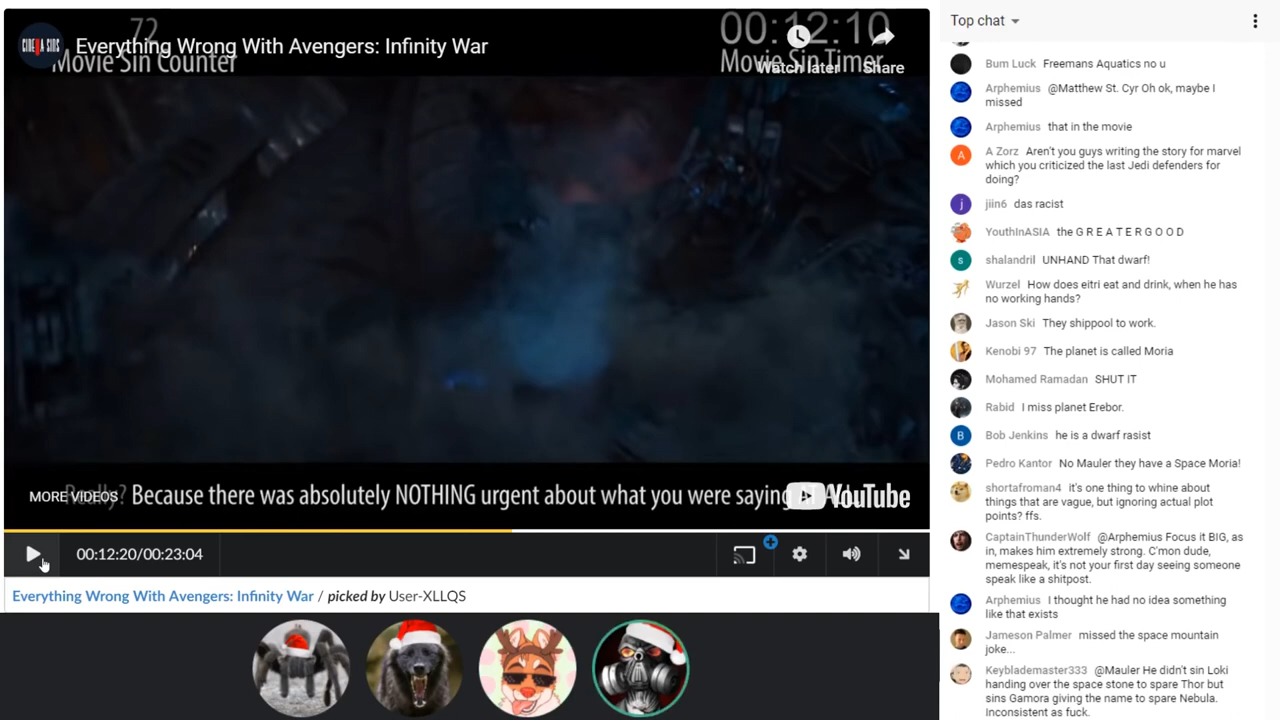 72
00:12:10
CINEMA SINS
Everything Wrong With Avengers: Infinity War
Movie Sin Counter
Movie Sin Timer
Watch later
Share
MORE VIDEOS
Really? Because there was absolutely NOTHING urgent about what you were saying AT ALL
YouTube
00:12:20/00:23:04
Everything Wrong With Avengers: Infinity War / picked by User-XLLQS
Top chat
Bum Luck Freemans Aquatics no u
Arphemius @Matthew St. Cyr Oh ok, maybe I
missed
Arphemius that in the movie
A
A Zorz Aren't you guys writing the story for marvel
which you criticized the last Jedi defenders for
doing?
j
jiin6 das racist
YouthInASIA the G R E A T E R G O O D
s
shalandril UNHAND That dwarf!
Wurzel How does eitri eat and drink, when he has
no working hands?
Jason Ski They shippool to work.
Kenobi 97 The planet is called Moria
Mohamed Ramadan SHUT IT
Rabid I miss planet Erebor.
B
Bob Jenkins he is a dwarf rasist
Pedro Kantor No Mauler they have a Space Moria!
shortafroman4 it's one thing to whine about
things that are vague, but ignoring actual plot
points? ffs.
CaptainThunderWolf @Arphemius Focus it BIG, as
in, makes him extremely strong. C'mon dude,
memespeak, it's not your first day seeing someone
speak like a shitpost.
Arphemius I thought he had no idea something
like that exists
Jameson Palmer missed the space mountain
joke...
Keyblademaster333 @Mauler He didn't sin Loki
handing over the space stone to spare Thor but
sins Gamora giving the name to spare Nebula.
Inconsistent as fuck.